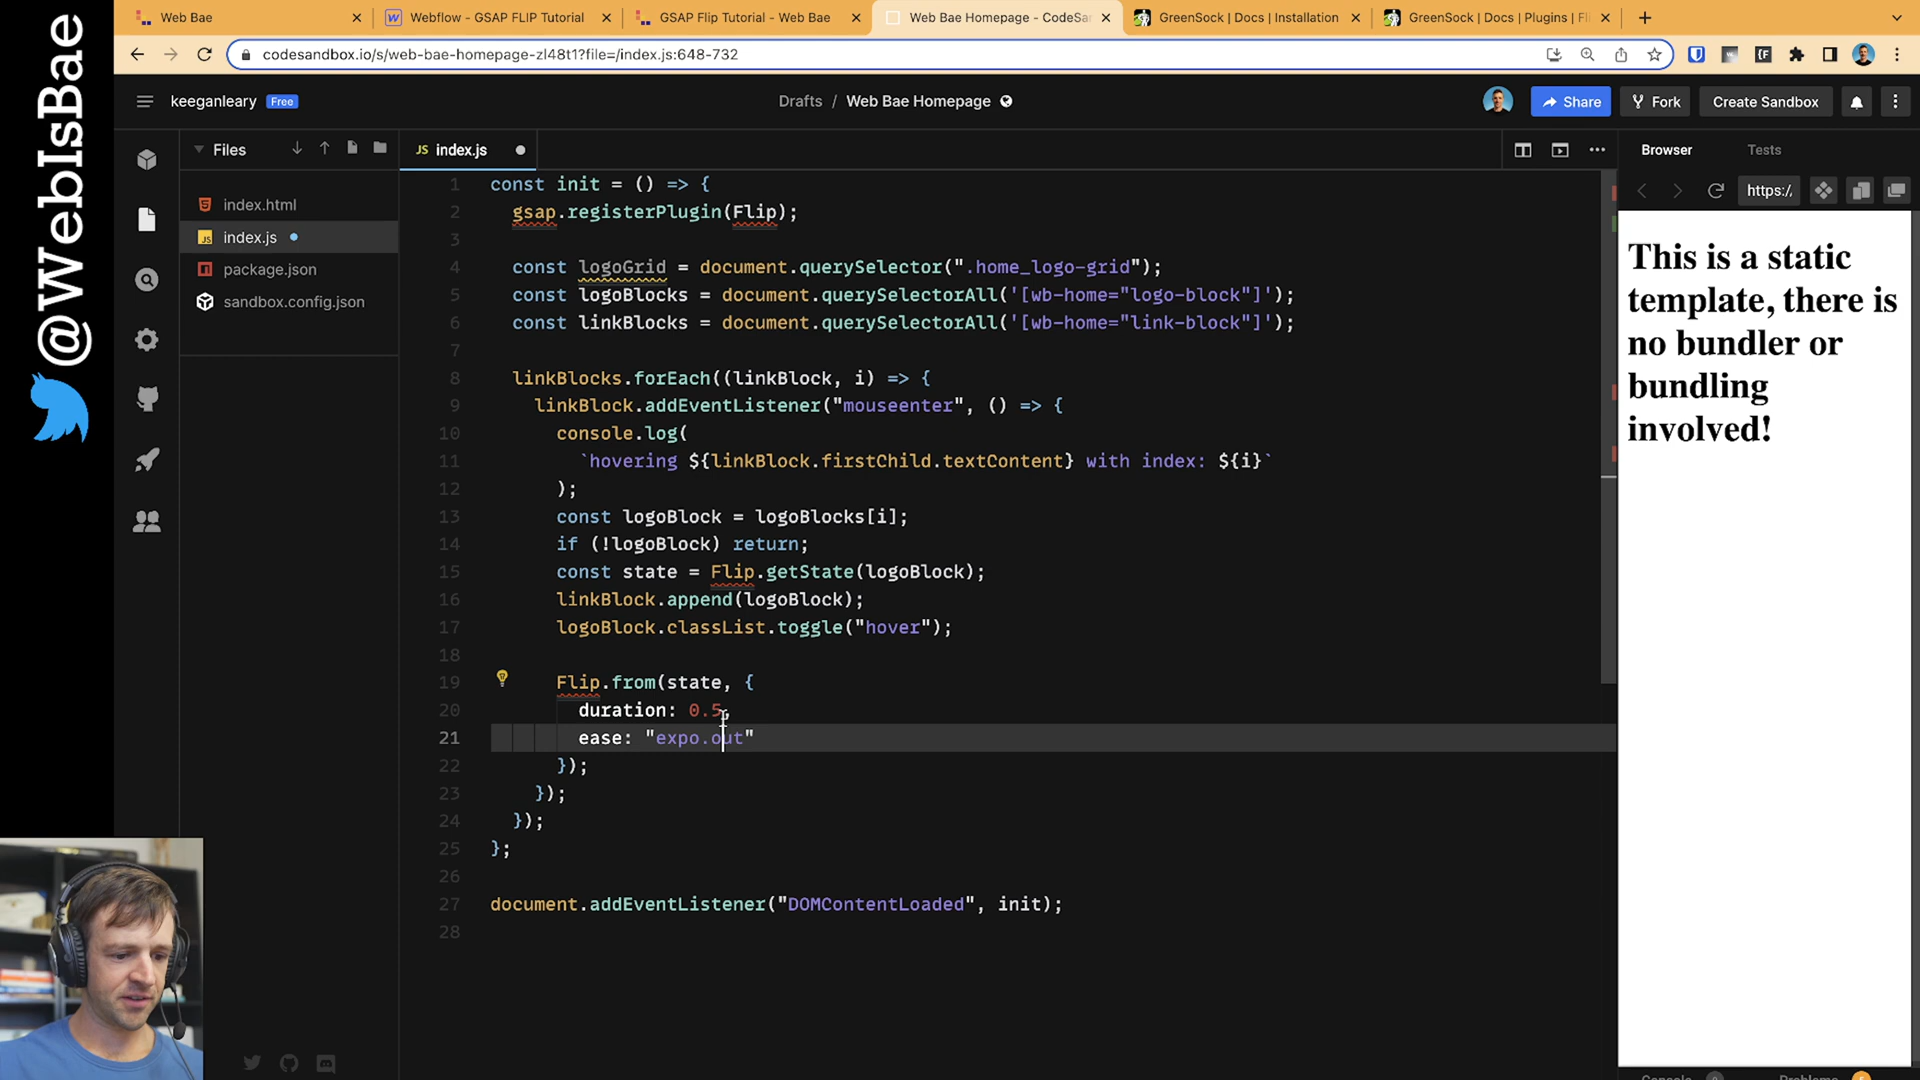 @WebIsBae
Web Bae
Webflow - GSAP FLIP Tutorial
GSAP Flip Tutorial - Web Bae
Web Bae Homepage - CodeSa
GreenSock | Docs | Installation
GreenSock | Docs | Plugins | Fl
codesandbox.io/s/web-bae-homepage-zl48t1?file=/index.js:648-732
keeganleary Free
Drafts / Web Bae Homepage
Share
Fork
Create Sandbox
Files
JS index.js
Browser
Tests
https:/
index.html
index.js
package.json
sandbox.config.json
1 const init = () => {
2 gsap.registerPlugin(Flip);
3
4 const logoGrid = document.querySelector(".home_logo-grid");
5 const logoBlocks = document.querySelectorAll('[wb-home="logo-block"]');
6 const linkBlocks = document.querySelectorAll('[wb-home="link-block"]');
7
8 linkBlocks.forEach((linkBlock, i) => {
9 linkBlock.addEventListener("mouseenter", () => {
10 console.log(
11 `hovering ${linkBlock.firstChild.textContent} with index: ${i}`
12 );
13 const logoBlock = logoBlocks[i];
14 if (!logoBlock) return;
15 const state = Flip.getState(logoBlock);
16 linkBlock.append(logoBlock);
17 logoBlock.classList.toggle("hover");
18
19 Flip.from(state, {
20 duration: 0.5,
21 ease: "expo.out"
22 });
23 });
24 });
25 };
26
27 document.addEventListener("DOMContentLoaded", init);
28
This is a static
template, there is
no bundler or
bundling
involved!